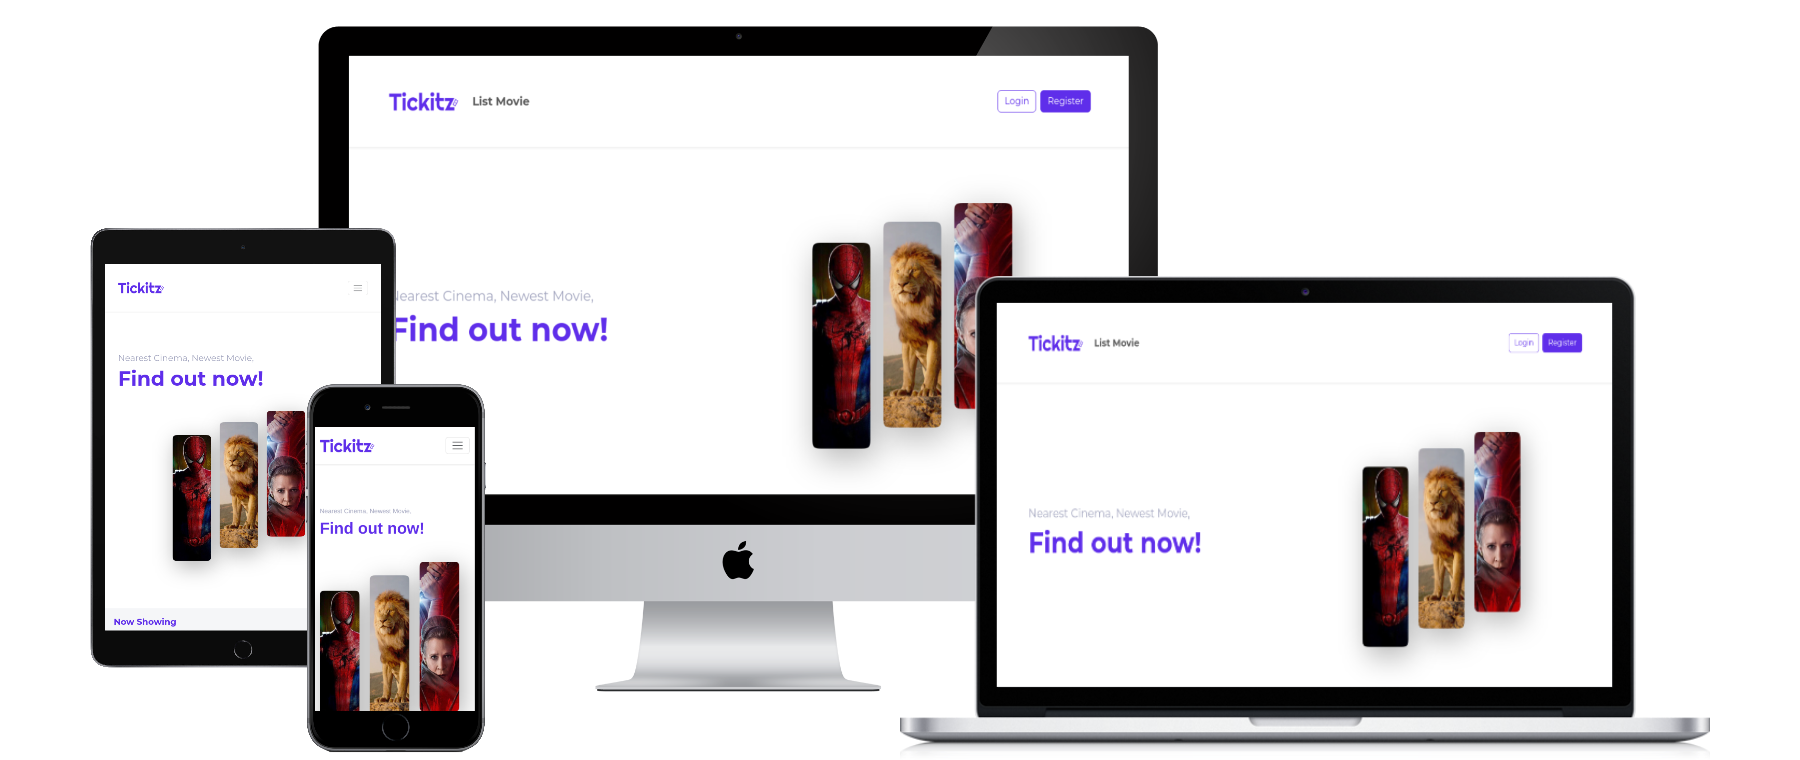 Tickitz List Movie Login Register
Nearest Cinema, Newest Movie,
Find out now!
Tickitz
Nearest Cinema, Newest Movie,
Find out now!
Now Showing
Tickitz
Nearest Cinema, Newest Movie,
Find out now!
Tickitz List Movie Login Register
Nearest Cinema, Newest Movie,
Find out now!